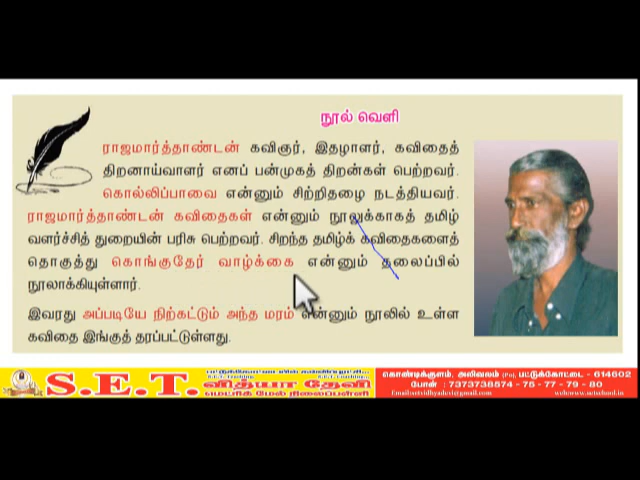 நூல் வெளி
ராஜமார்த்தாண்டன் கவிஞர், இதழாளர், கவிதைத்
திறனாய்வாளர் எனப் பன்முகத் திறன்கள் பெற்றவர்.
கொல்லிப்பாவை என்னும் சிற்றிதழை நடத்தியவர்.
ராஜமார்த்தாண்டன் கவிதைகள் என்னும் நூலுக்காகத் தமிழ்
வளர்ச்சித் துறையின் பரிசு பெற்றவர். சிறந்த தமிழ்க் கவிதைகளைத்
தொகுத்து கொங்குதேர் வாழ்க்கை என்னும் தலைப்பில்
நூலாக்கியுள்ளார்.
இவரது அப்படியே நிற்கட்டும் அந்த மரம் என்னும் நூலில் உள்ள
கவிதை இங்குத் தரப்பட்டுள்ளது.
S.E.T. வித்யா தேவி
மெட்ரிக் மேல் நிலைப்பள்ளி
கொண்டிக்குளம், அலிவலம் (Po), பட்டுக்கோட்டை - 614602
போன் : 7373738874 - 75 - 77 - 79 - 80